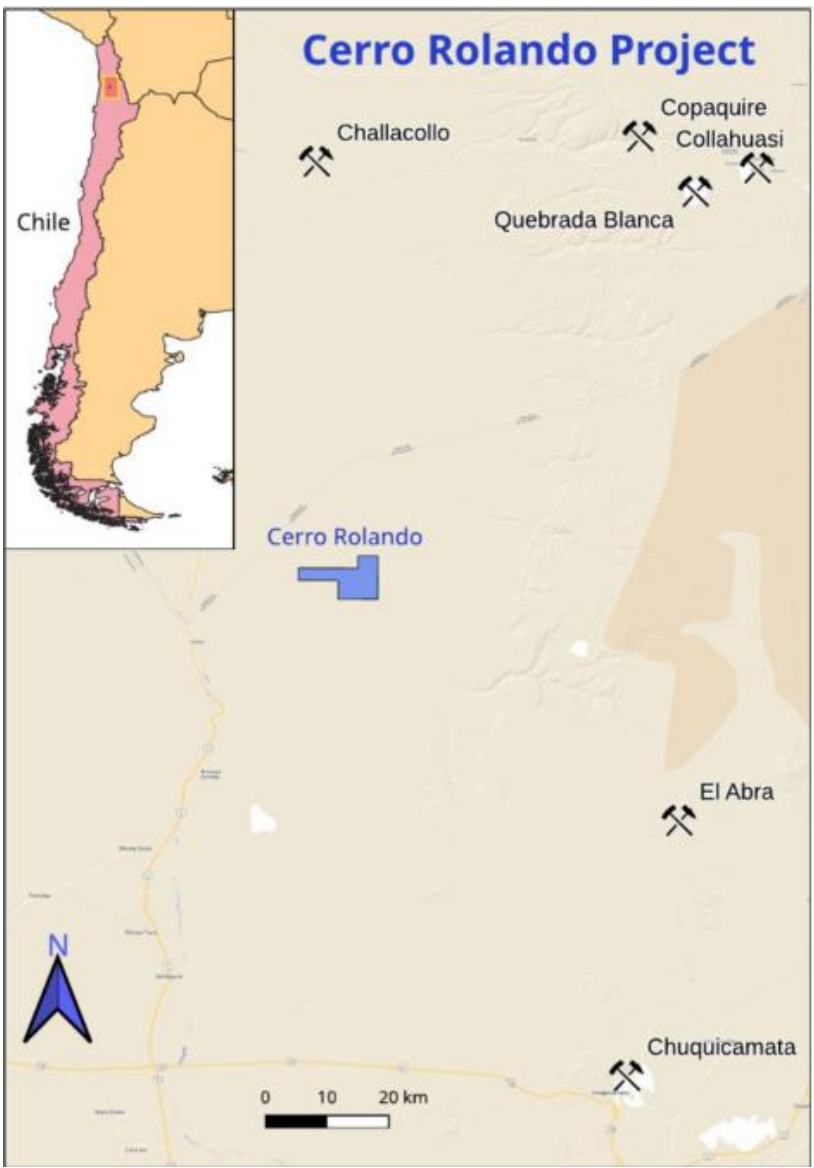 Cerro Rolando Project
Chile
Challacollo
Copaquire
Collahuasi
Quebrada Blanca
Cerro Rolando
El Abra
N
Chuquicamata
0 10 20 km